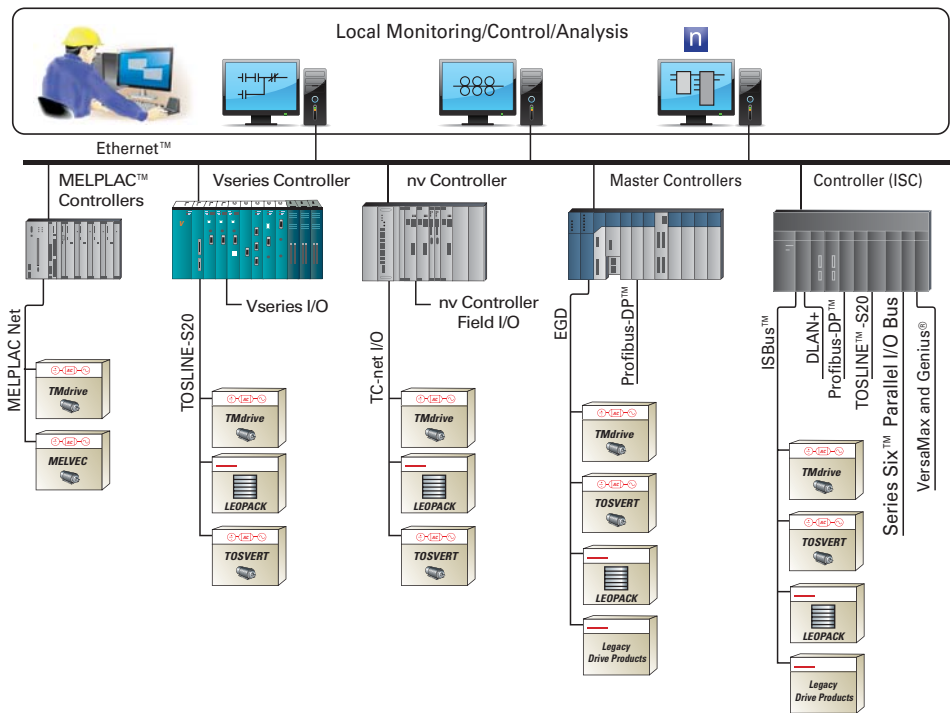 Local Monitoring/Control/Analysis
n
Ethernet™
MELPLAC™
Controllers
Vseries Controller
nv Controller
Master Controllers
Controller (ISC)
MELPLAC Net
TMdrive
MELVEC
TOSLINE-S20
Vseries I/O
TMdrive
LEOPACK
TOSVERT
TC-net I/O
nv Controller
Field I/O
TMdrive
LEOPACK
TOSVERT
EGD
Profibus-DP™
TMdrive
TOSVERT
LEOPACK
Legacy
Drive Products
ISBus™
DLAN+
Profibus-DP™
TOSLINE™-S20
Series Six™ Parallel I/O Bus
VersaMax and Genius®
TMdrive
TOSVERT
LEOPACK
Legacy
Drive Products